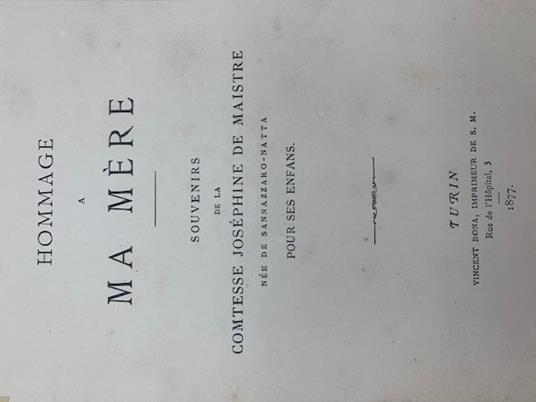 HOMMAGE
A
MA MÈRE
SOUVENIRS
DE LA
COMTESSE JOSÉPHINE DE MAISTRE
NÉE DE SANNAZZARO-NATTA
POUR SES ENFANS.
TURIN
VINCENT BONA, IMPRIMEUR DE S. M.
Rue de l'Hôpital, 3
1877.